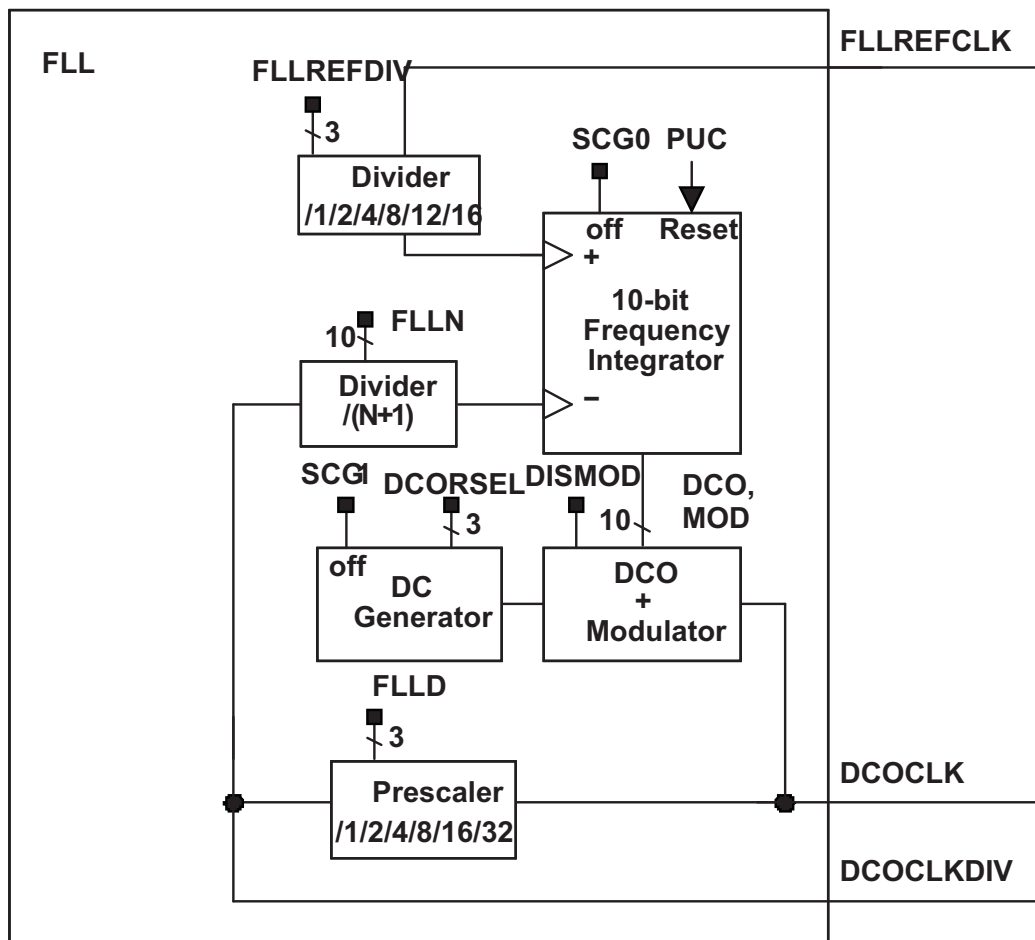 FLLREFCLK
FLL
FLLREFDIV
3
SCG0 PUC
Divider
/1/2/4/8/12/16
off Reset
+
10-bit
Frequency
Integrator
FLLN
10
Divider
/(N+1)
−
SCG1
DCORSEL
DISMOD
DCO,
MOD
3
10
off
DC
Generator
DCO
+
Modulator
FLLD
3
Prescaler
/1/2/4/8/16/32
DCOCLK
DCOCLKDIV